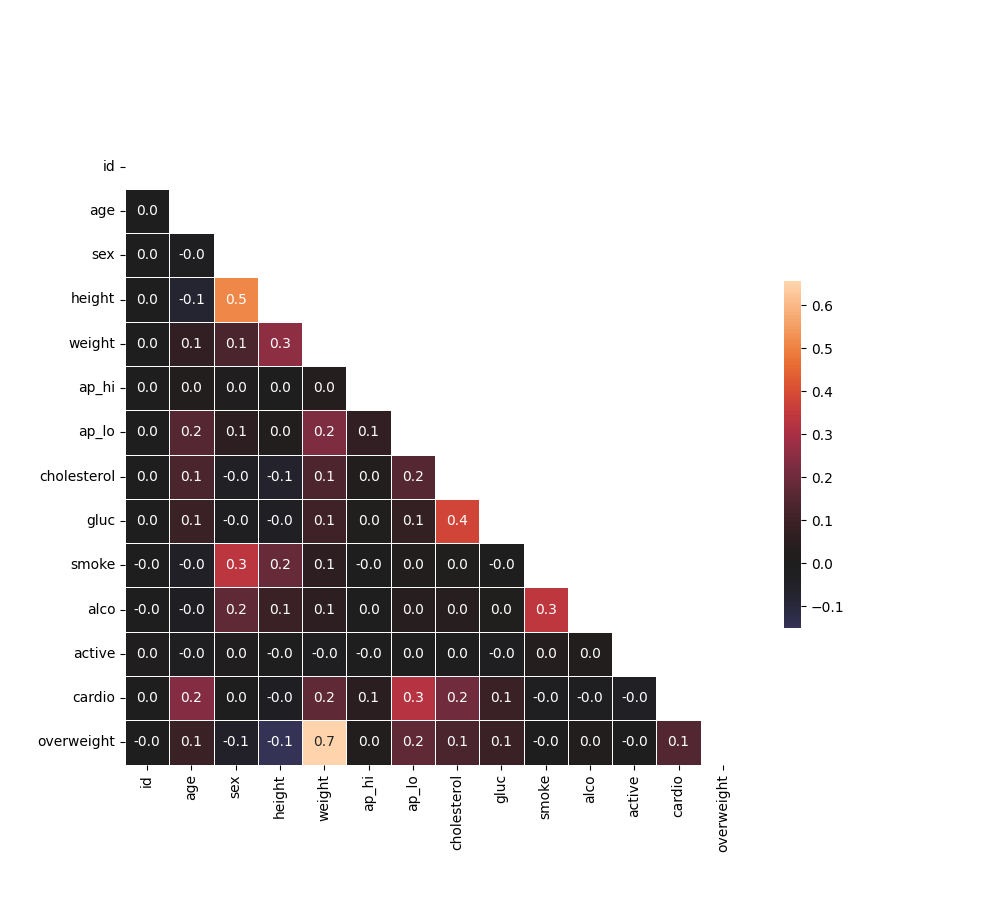 id
age 0.0
sex 0.0 -0.0
height 0.0 -0.1 0.5
weight 0.0 0.1 0.1 0.3
ap_hi 0.0 0.0 0.0 0.0 0.0
ap_lo 0.0 0.2 0.1 0.0 0.2 0.1
cholesterol 0.0 0.1 -0.0 -0.1 0.1 0.0 0.2
gluc 0.0 0.1 -0.0 -0.0 0.1 0.0 0.1 0.4
smoke -0.0 -0.0 0.3 0.2 0.1 -0.0 0.0 0.0 -0.0
alco -0.0 -0.0 0.2 0.1 0.1 0.0 0.0 0.0 0.0 0.3
active 0.0 -0.0 0.0 -0.0 -0.0 -0.0 0.0 0.0 -0.0 0.0 0.0
cardio 0.0 0.2 0.0 -0.0 0.2 0.1 0.3 0.2 0.1 -0.0 -0.0 -0.0
overweight -0.0 0.1 -0.1 -0.1 0.7 0.0 0.2 0.1 0.1 -0.0 0.0 -0.0 0.1
id age sex height weight ap_hi ap_lo cholesterol gluc smoke alco active cardio overweight
0.6
0.5
0.4
0.3
0.2
0.1
0.0
−0.1